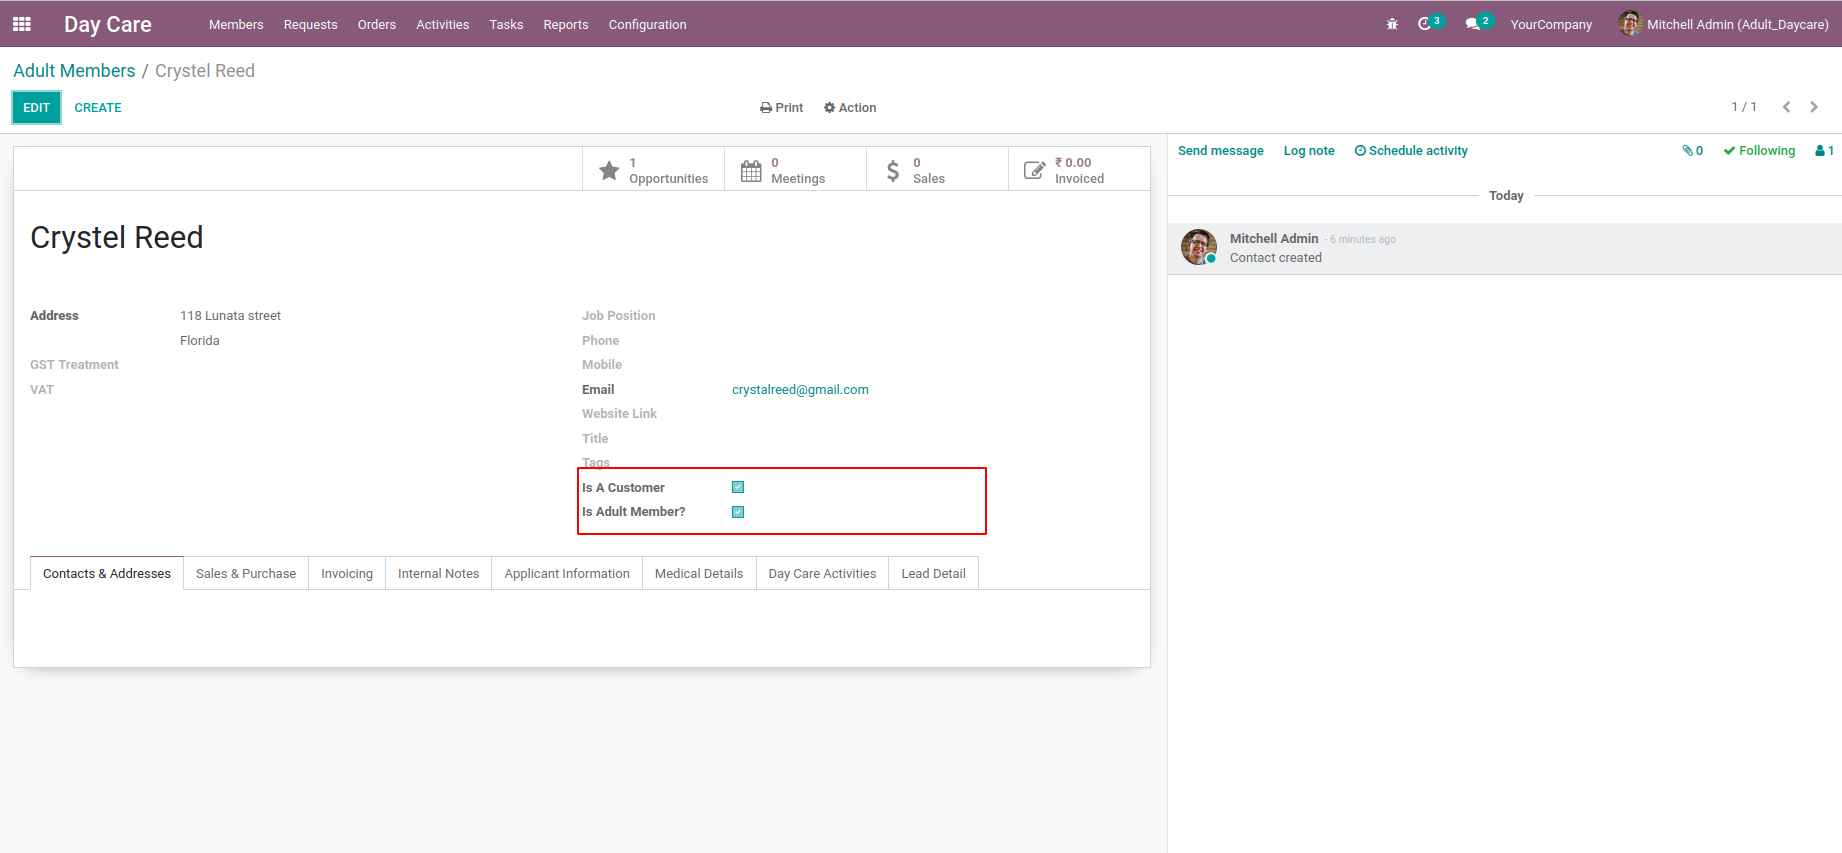 Day Care Members Requests Orders Activities Tasks Reports Configuration 3 2 YourCompany Mitchell Admin (Adult_Daycare)
Adult Members / Crystel Reed
EDIT CREATE Print Action 1 / 1
1 Opportunities 0 Meetings 0 Sales ₹ 0.00 Invoiced
Send message Log note Schedule activity 0 Following 1
Today
Crystel Reed
Mitchell Admin - 6 minutes ago
Contact created
Address 118 Lunata street
Florida
GST Treatment
VAT
Job Position
Phone
Mobile
Email crystalreed@gmail.com
Website Link
Title
Tags
Is A Customer
Is Adult Member?
Contacts & Addresses Sales & Purchase Invoicing Internal Notes Applicant Information Medical Details Day Care Activities Lead Detail